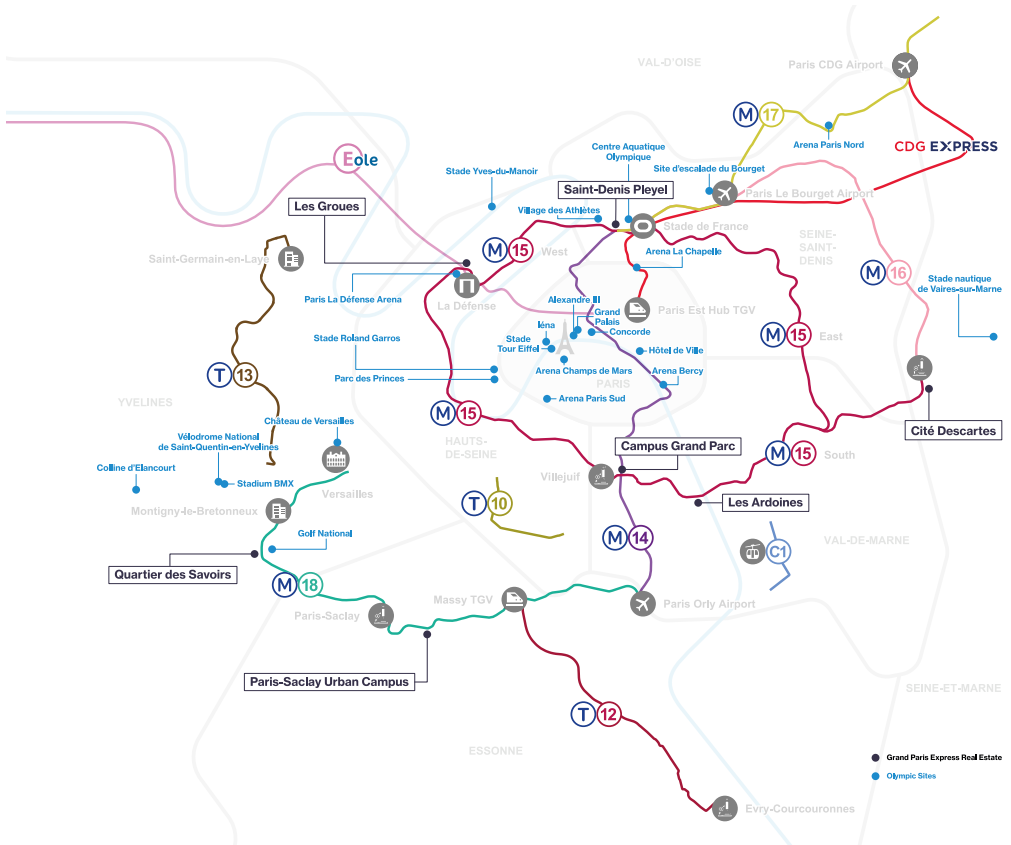 VAL-D'OISE
Paris CDG Airport
M 17
Arena Paris Nord
CDG EXPRESS
Centre Aquatique
Olympique
Site d'escalade du Bourget
Eole
Stade Yves-du-Manoir
Saint-Denis Pleyel
Paris Le Bourget Airport
Les Groues
Village des Athlètes
Stade de France
SEINE-
SAINT-
DENIS
M 15
West
Saint-Germain-en-Laye
Arena La Chapelle
M 16
Stade nautique
de Vaires-sur-Marne
Paris La Défense Arena
La Défense
Alexandre III
Grand
Palais
Concorde
Paris Est Hub TGV
Iéna
Stade
Tour Eiffel
Stade Roland Garros
M 15
East
Hôtel de Ville
Arena Champs de Mars
Arena Bercy
T 13
Parc des Princes
PARIS
YVELINES
Arena Paris Sud
M 15
Château de Versailles
Cité Descartes
Vélodrome National
de Saint-Quentin-en-Yvelines
HAUTS-
DE-SEINE
Campus Grand Parc
M 15
South
Colline d'Elancourt
Stadium BMX
Villejuif
Versailles
Les Ardoines
T 10
Montigny-le-Bretonneux
Golf National
M 14
VAL-DE-MARNE
C1
Quartier des Savoirs
M 18
Massy TGV
Paris Orly Airport
Paris-Saclay
Paris-Saclay Urban Campus
SEINE-ET-MARNE
T 12
ESSONNE
Grand Paris Express Real Estate
Olympic Sites
Evry-Courcouronnes